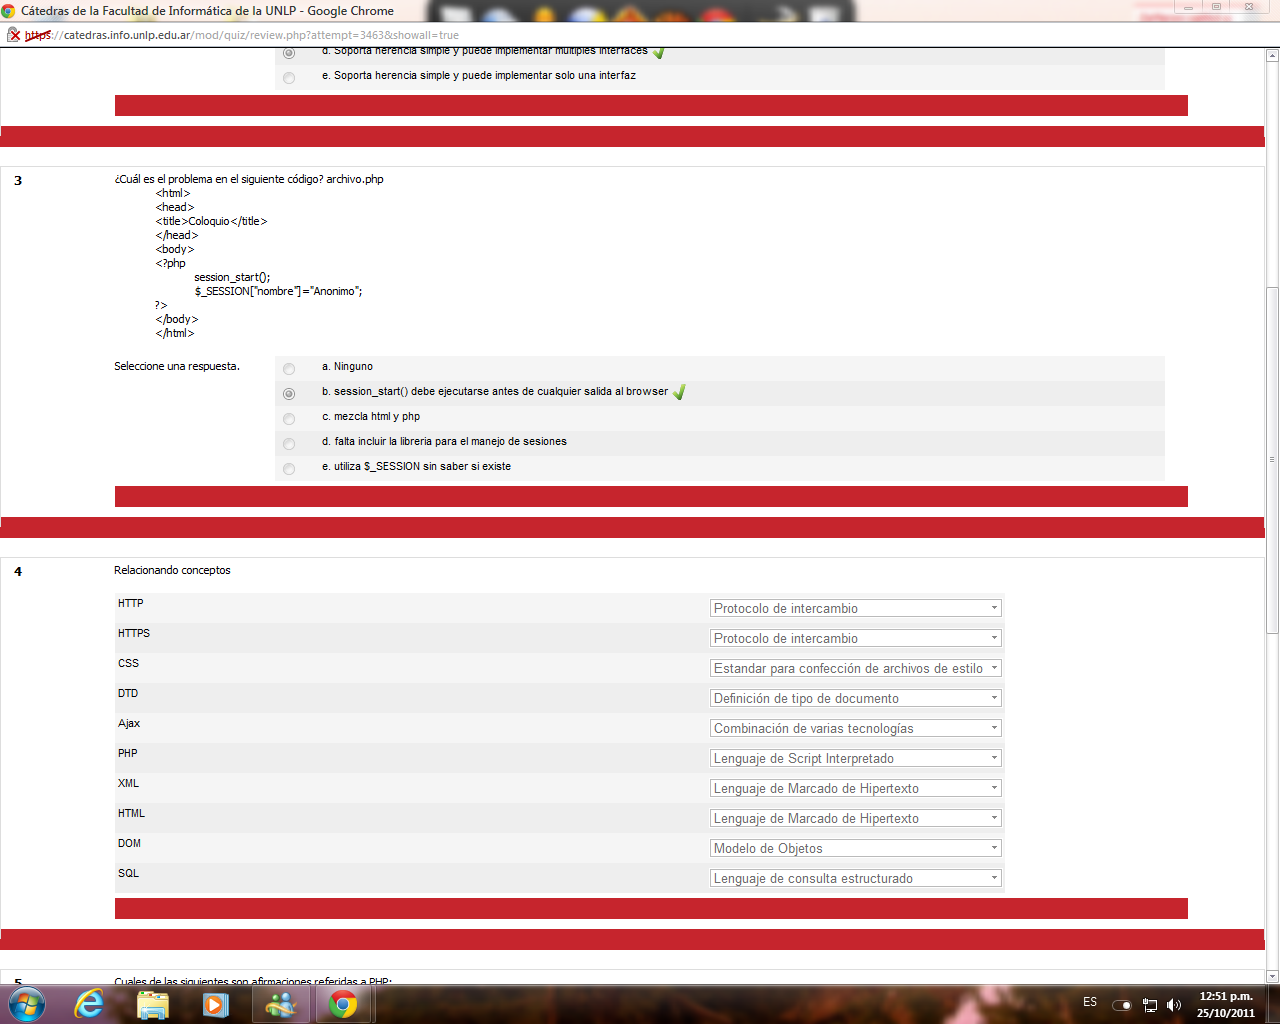 Cátedras de la Facultad de Informática de la UNLP - Google Chrome
https://catedras.info.unlp.edu.ar/mod/quiz/review.php?attempt=3463&showall=true
d. Soporta herencia simple y puede implementar múltiples interfaces
e. Soporta herencia simple y puede implementar solo una interfaz
3
¿Cuál es el problema en el siguiente código? archivo.php
<html>
<head>
<title>Coloquio</title>
</head>
<body>
<?php
session_start();
$_SESSION["nombre"]="Anonimo";
?>
</body>
</html>
Seleccione una respuesta.
a. Ninguno
b. session_start() debe ejecutarse antes de cualquier salida al browser
c. mezcla html y php
d. falta incluir la libreria para el manejo de sesiones
e. utiliza $_SESSION sin saber si existe
4
Relacionando conceptos
HTTP Protocolo de intercambio
HTTPS Protocolo de intercambio
CSS Estandar para confección de archivos de estilo
DTD Definición de tipo de documento
Ajax Combinación de varias tecnologías
PHP Lenguaje de Script Interpretado
XML Lenguaje de Marcado de Hipertexto
HTML Lenguaje de Marcado de Hipertexto
DOM Modelo de Objetos
SQL Lenguaje de consulta estructurado
5 Cuales de las siguientes son afirmaciones referidas a PHP:
ES
12:51 p.m.
25/10/2011